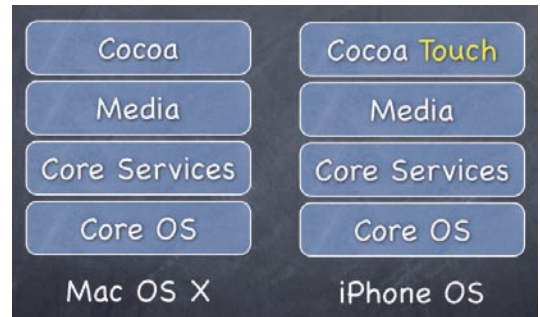 Cocoa
Media
Core Services
Core OS
Mac OS X
Cocoa Touch
Media
Core Services
Core OS
iPhone OS